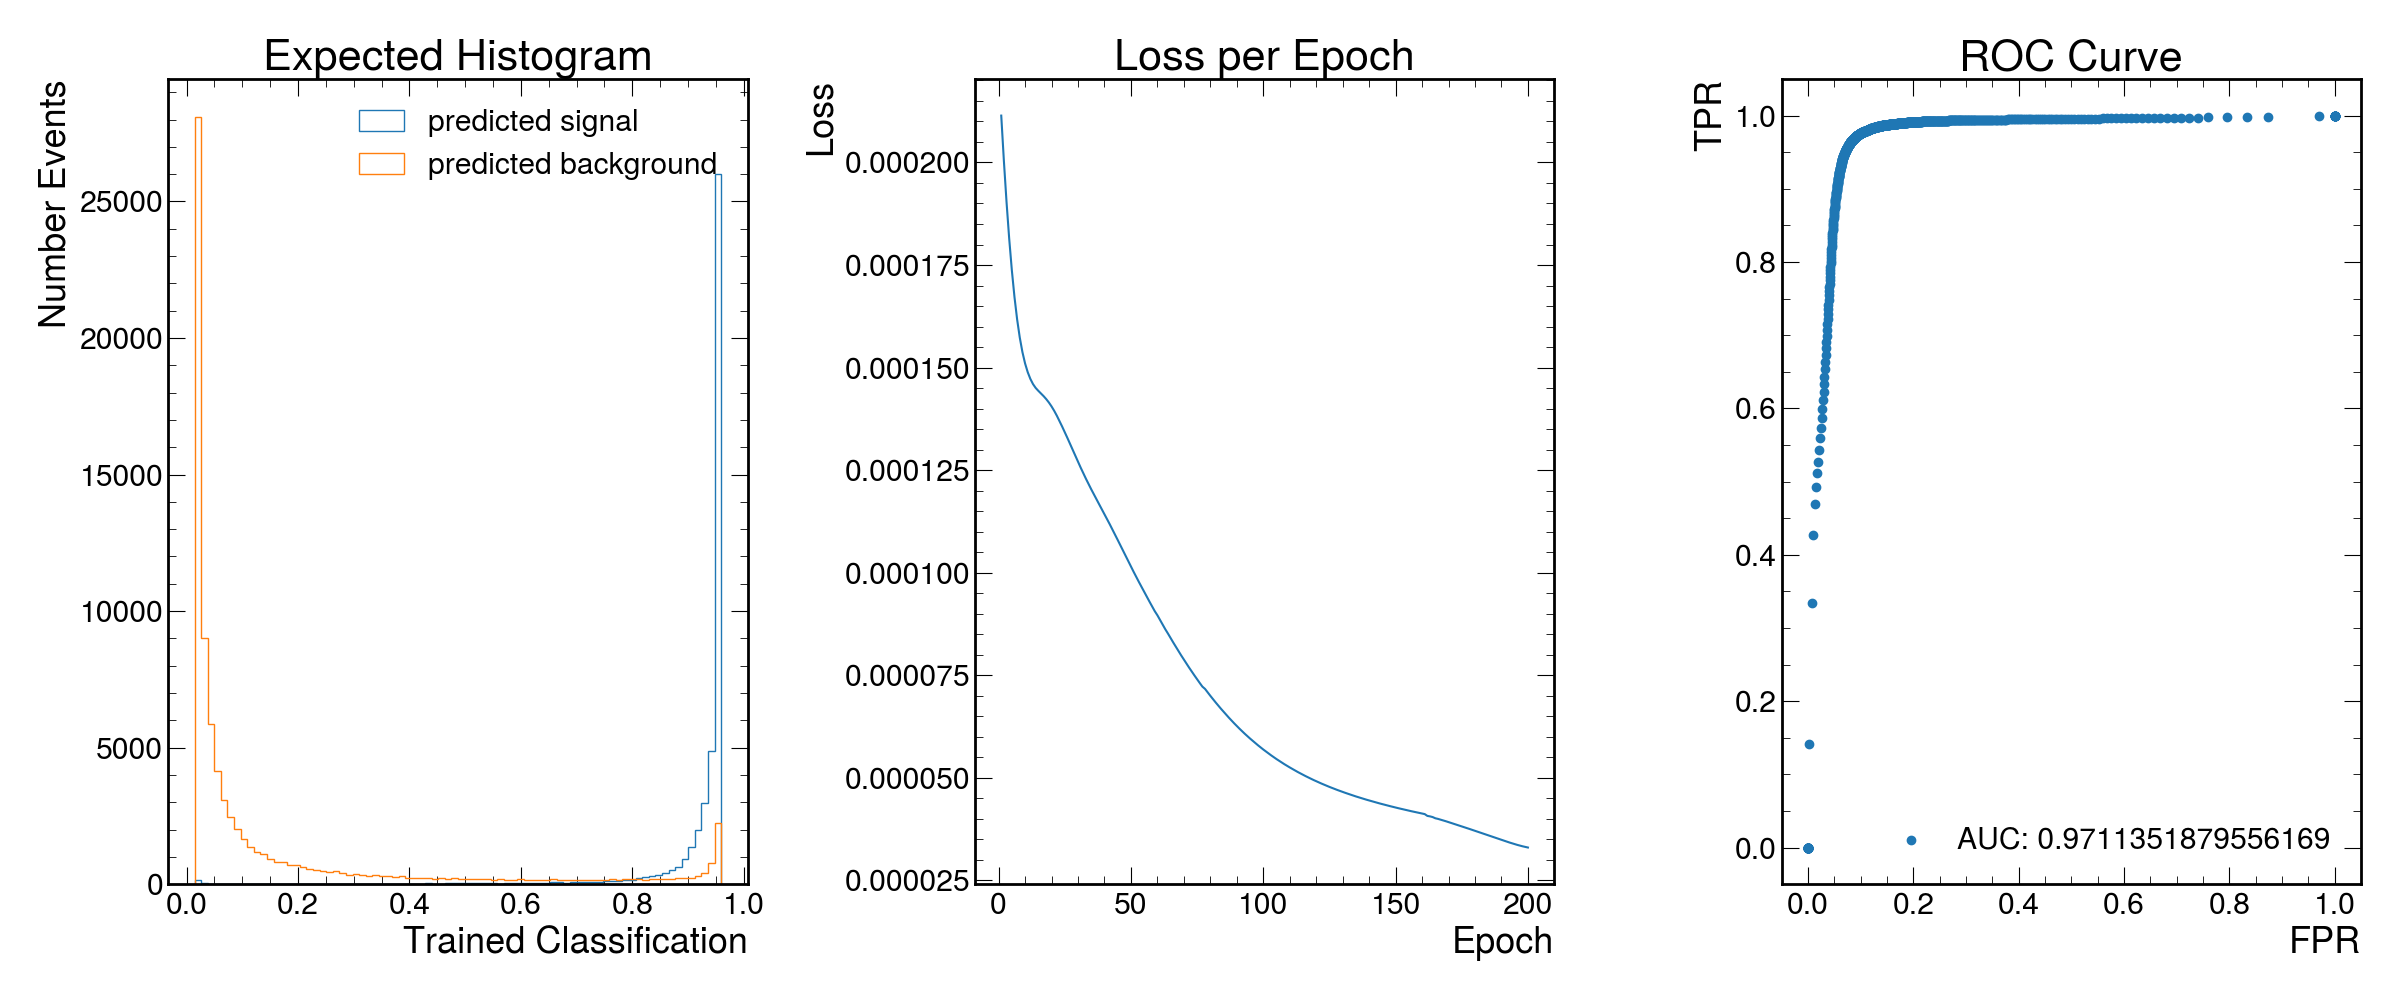 Expected Histogram
Number Events
predicted signal
predicted background
25000
20000
15000
10000
5000
0
0.0 0.2 0.4 0.6 0.8 1.0
Trained Classification
Loss per Epoch
Loss
0.000200
0.000175
0.000150
0.000125
0.000100
0.000075
0.000050
0.000025
0 50 100 150 200
Epoch
ROC Curve
TPR
1.0
0.8
0.6
0.4
0.2
0.0
AUC: 0.9711351879556169
0.0 0.2 0.4 0.6 0.8 1.0
FPR